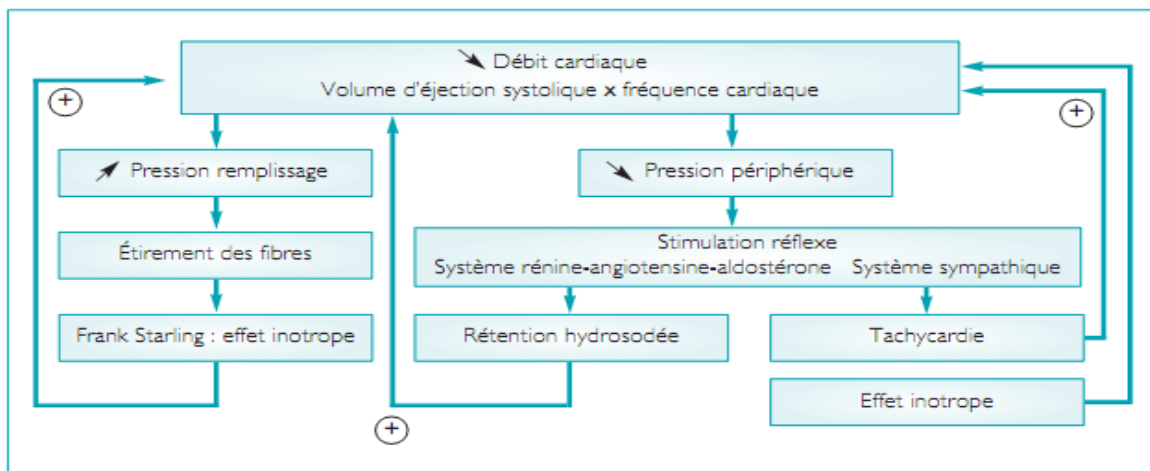 ↘ Débit cardiaque
Volume d'éjection systolique x fréquence cardiaque
+
+
↗ Pression remplissage
↘ Pression périphérique
Étirement des fibres
Stimulation réflexe
Système rénine-angiotensine-aldostérone Système sympathique
Frank Starling : effet inotrope
Rétention hydrosodée
Tachycardie
Effet inotrope
+